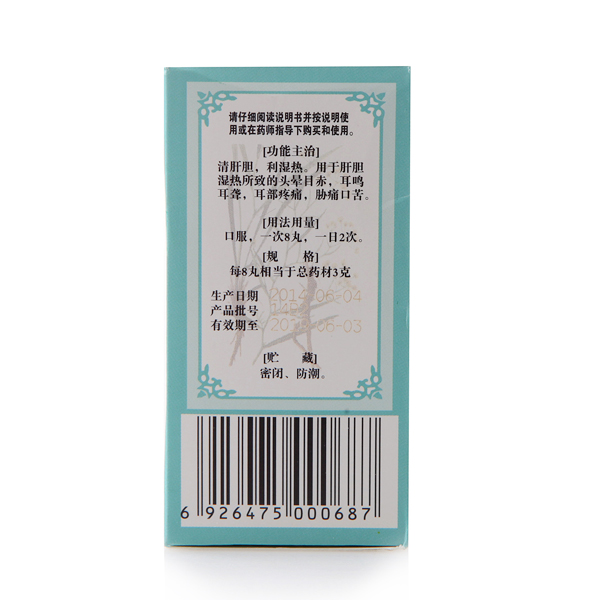 请仔细阅读说明书并按说明使
用或在药师指导下购买和使用。
[功能主治]
清肝胆，利湿热。用于肝胆
湿热所致的头晕目赤，耳鸣
耳聋，耳部疼痛，胁痛口苦。
[用法用量]
口服，一次8丸，一日2次。
[规 格]
每8丸相当于总药材3克
生产日期 2014-06-04
产品批号
有效期至
[贮 藏]
密闭、防潮。
6 926475 000687